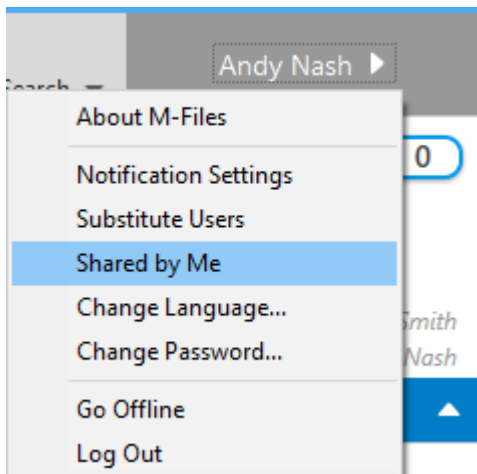 Andy Nash
Search
About M-Files
0
Notification Settings
Substitute Users
Shared by Me
Change Language...
Smith
Change Password...
Nash
Go Offline
Log Out